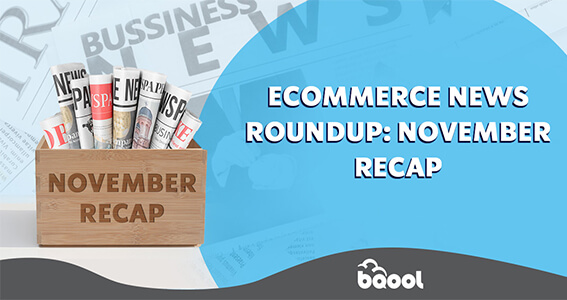 BUSSINESS
NEWS
ECOMMERCE NEWS
ROUNDUP: NOVEMBER
RECAP
NOVEMBER
RECAP
bqool